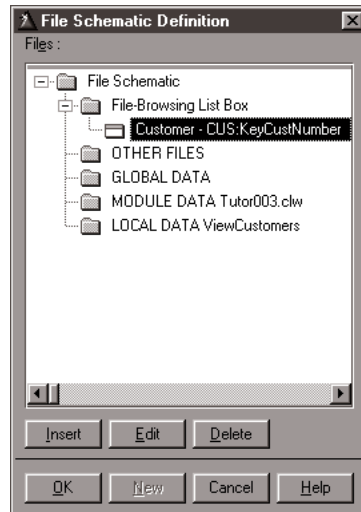 File Schematic Definition
Files :
File Schematic
File-Browsing List Box
Customer - CUS:KeyCustNumber
OTHER FILES
GLOBAL DATA
MODULE DATA Tutor003.clw
LOCAL DATA ViewCustomers
Insert Edit Delete
OK New Cancel Help